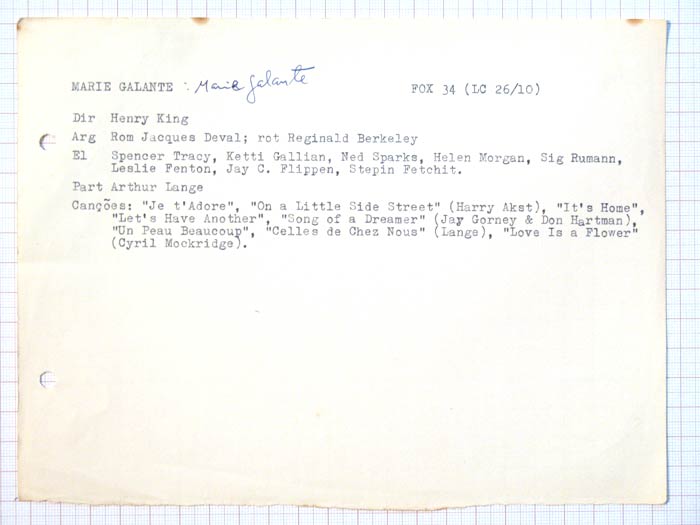 MARIE GALANTE : Marie Galante FOX 34 (LC 26/10)
Dir Henry King
Arg Rom Jacques Deval; rot Reginald Berkeley
El Spencer Tracy, Ketti Gallian, Ned Sparks, Helen Morgan, Sig Rumann,
Leslie Fenton, Jay C. Flippen, Stepin Fetchit.
Part Arthur Lange
Canções: "Je t'Adore", "On a Little Side Street" (Harry Akst), "It's Home",
"Let's Have Another", "Song of a Dreamer" (Jay Gorney & Don Hartman),
"Un Peau Beaucoup", "Celles de Chez Nous" (Lange), "Love Is a Flower"
(Cyril Mockridge).